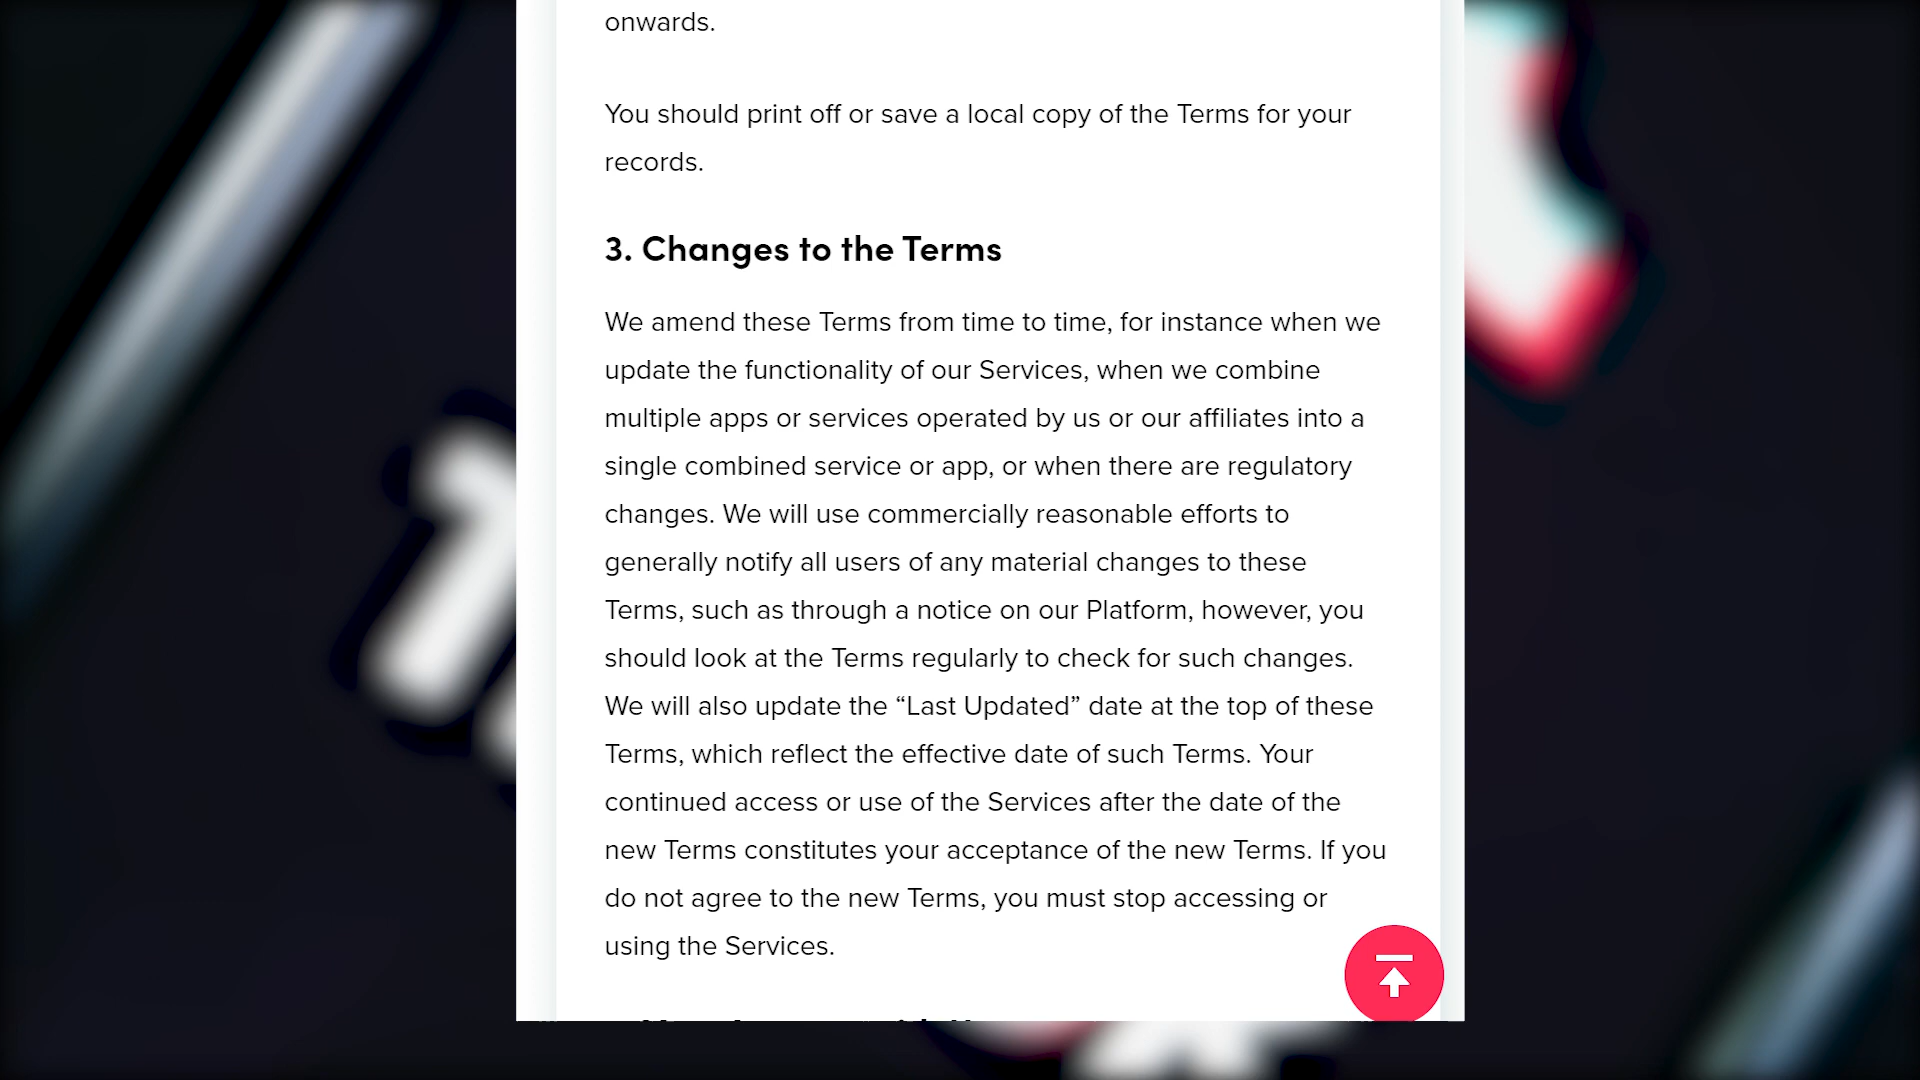 onwards.
You should print off or save a local copy of the Terms for your
records.
3. Changes to the Terms
We amend these Terms from time to time, for instance when we
update the functionality of our Services, when we combine
multiple apps or services operated by us or our affiliates into a
single combined service or app, or when there are regulatory
changes. We will use commercially reasonable efforts to
generally notify all users of any material changes to these
Terms, such as through a notice on our Platform, however, you
should look at the Terms regularly to check for such changes.
We will also update the “Last Updated” date at the top of these
Terms, which reflect the effective date of such Terms. Your
continued access or use of the Services after the date of the
new Terms constitutes your acceptance of the new Terms. If you
do not agree to the new Terms, you must stop accessing or
using the Services.